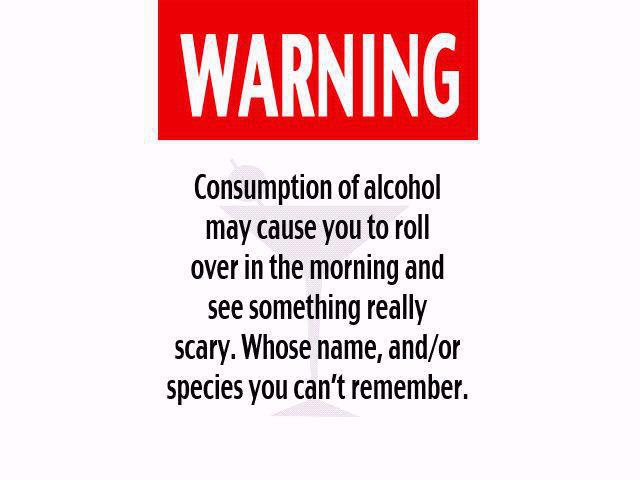 WARNING
Consumption of alcohol
may cause you to roll
over in the morning and
see something really
scary. Whose name, and/or
species you can't remember.